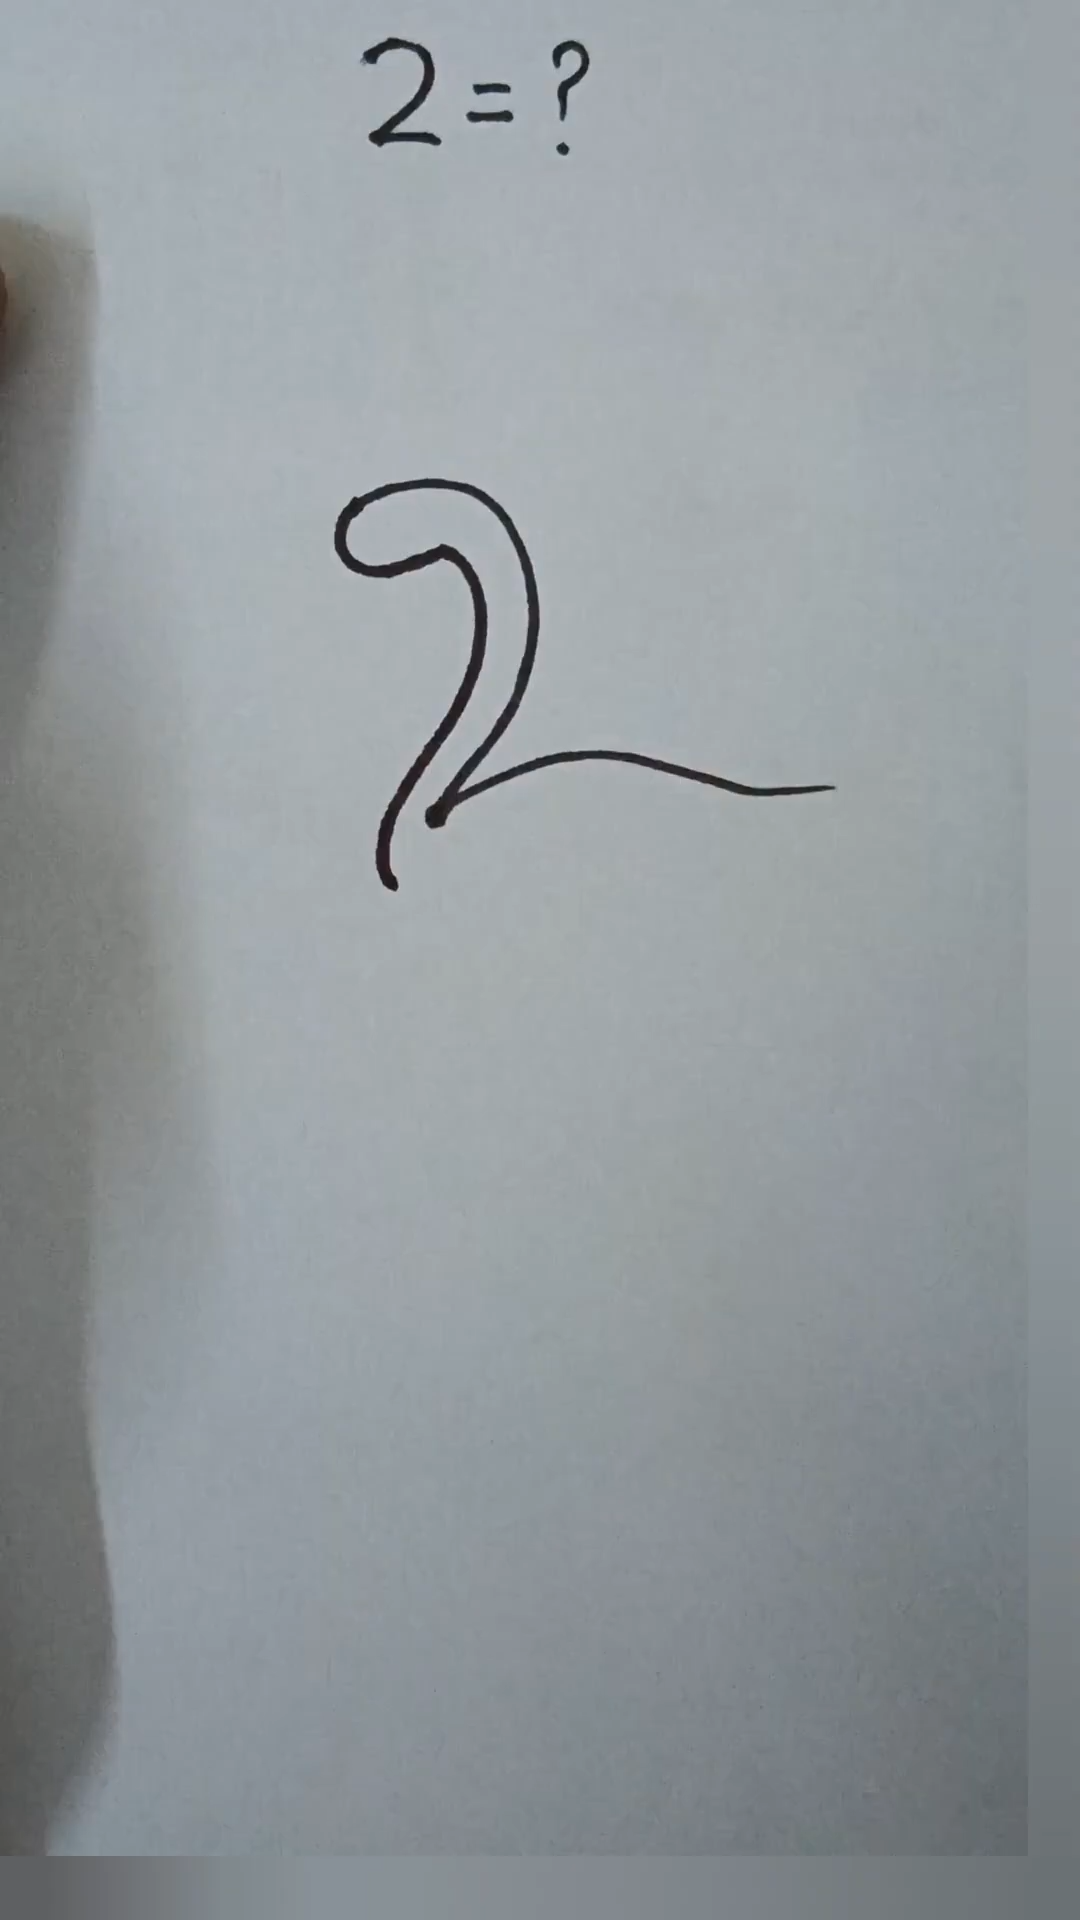 2 = ?